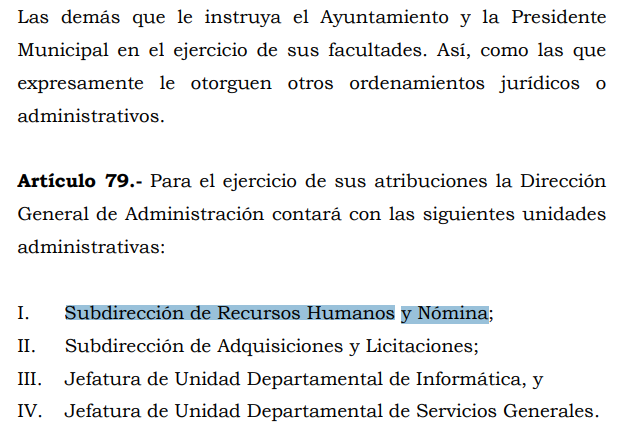 Las demás que le instruya el Ayuntamiento y la Presidente
Municipal en el ejercicio de sus facultades. Así, como las que
expresamente le otorguen otros ordenamientos jurídicos o
administrativos.
Artículo 79.- Para el ejercicio de sus atribuciones la Dirección
General de Administración contará con las siguientes unidades
administrativas:
I. Subdirección de Recursos Humanos y Nómina;
II. Subdirección de Adquisiciones y Licitaciones;
III. Jefatura de Unidad Departamental de Informática, y
IV. Jefatura de Unidad Departamental de Servicios Generales.